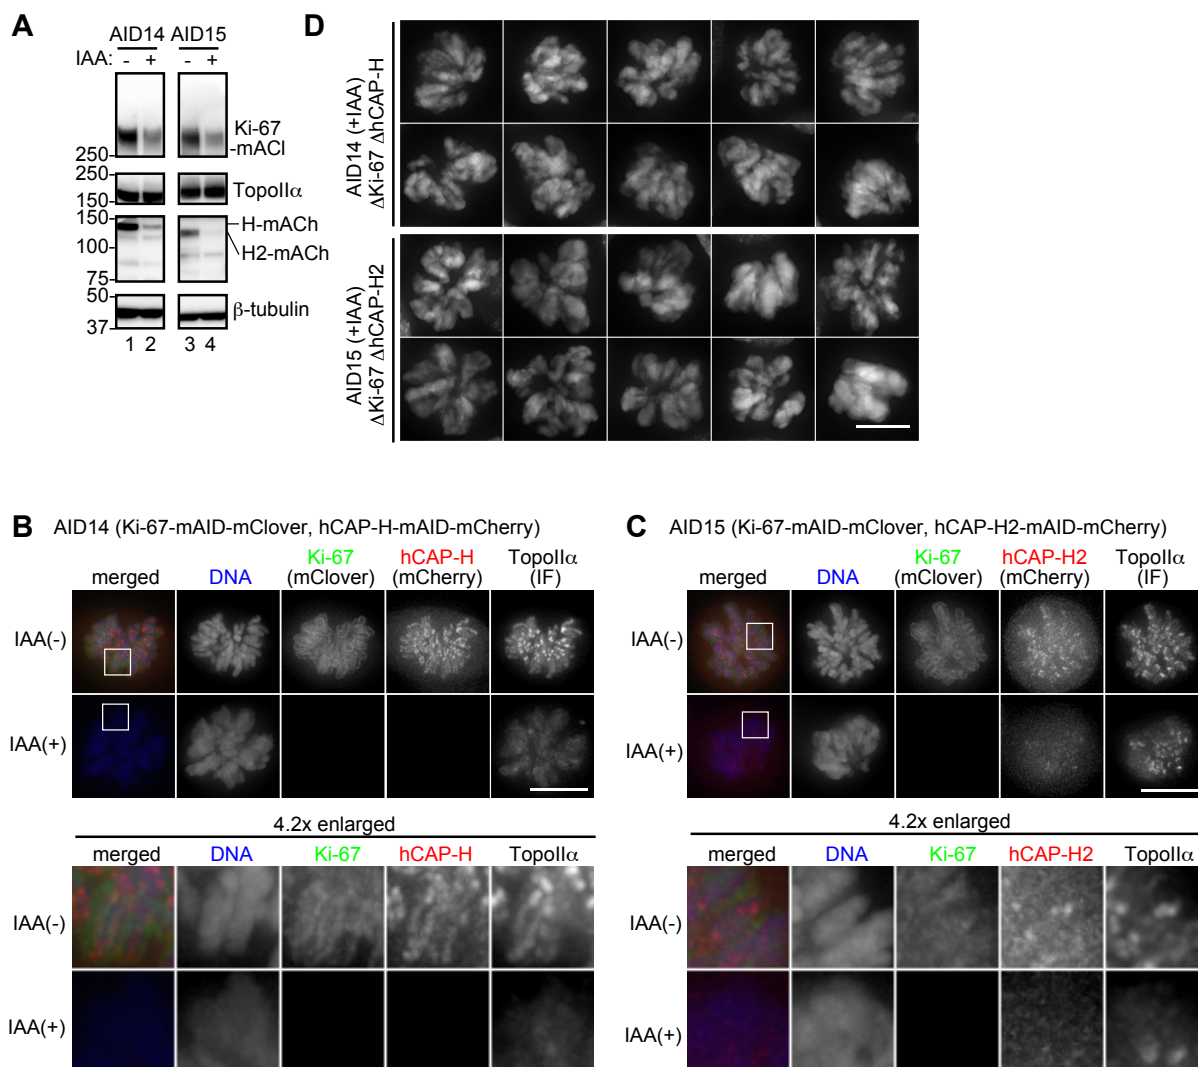 A
AID14 AID15
IAA: - + - +
Ki-67
-mACl
250
250
TopoIIα
150
150
H-mACh
100
H2-mACh
75
50
β-tubulin
37
1 2 3 4
D
AID14 (+IAA)
ΔKi-67 ΔhCAP-H
AID15 (+IAA)
ΔKi-67 ΔhCAP-H2
B AID14 (Ki-67-mAID-mClover, hCAP-H-mAID-mCherry)
merged DNA Ki-67 (mClover) hCAP-H (mCherry) TopoIIα (IF)
IAA(-)
IAA(+)
4.2x enlarged
merged DNA Ki-67 hCAP-H TopoIIα
IAA(-)
IAA(+)
C AID15 (Ki-67-mAID-mClover, hCAP-H2-mAID-mCherry)
merged DNA Ki-67 (mClover) hCAP-H2 (mCherry) TopoIIα (IF)
IAA(-)
IAA(+)
4.2x enlarged
merged DNA Ki-67 hCAP-H2 TopoIIα
IAA(-)
IAA(+)